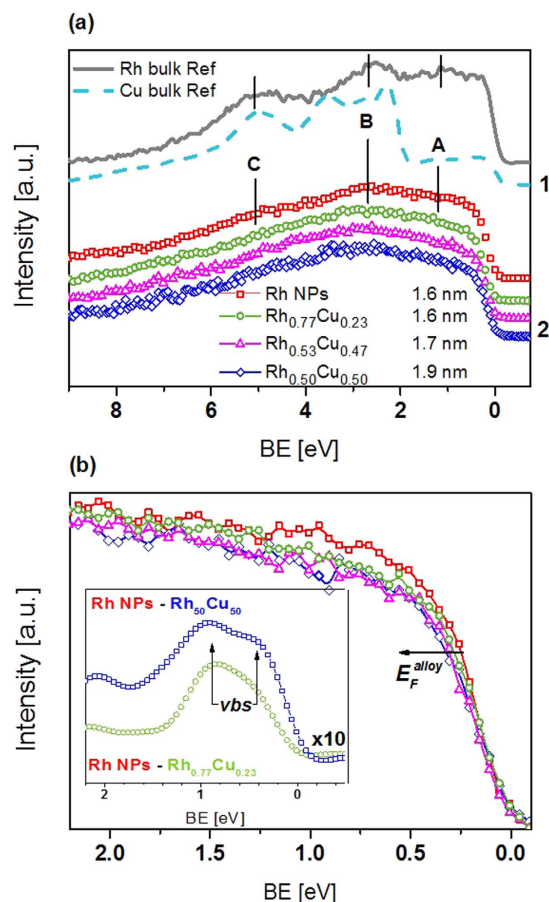 (a)
Rh bulk Ref
Cu bulk Ref
C
B
A
1
2
Rh NPs 1.6 nm
Rh0.77Cu0.23 1.6 nm
Rh0.53Cu0.47 1.7 nm
Rh0.50Cu0.50 1.9 nm
Intensity [a.u.]
8 6 4 2 0
BE [eV]
(b)
Rh NPs - Rh50Cu50
vbs
x10
Rh NPs - Rh0.77Cu0.23
2 1 0
BE [eV]
EF alloy
Intensity [a.u.]
2.0 1.5 1.0 0.5 0.0
BE [eV]